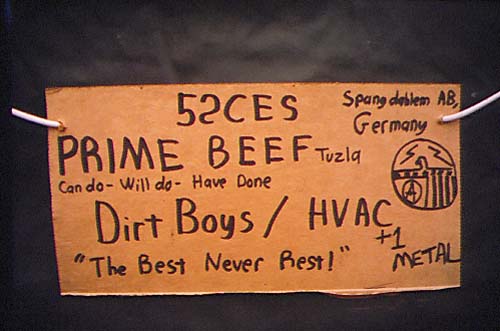 52CES
Spangdahlem AB,
Germany
PRIME BEEF Tuzla
Can do - Will do - Have Done
A
Dirt Boys / HVAC
+1
METAL
"The Best Never Rest!"